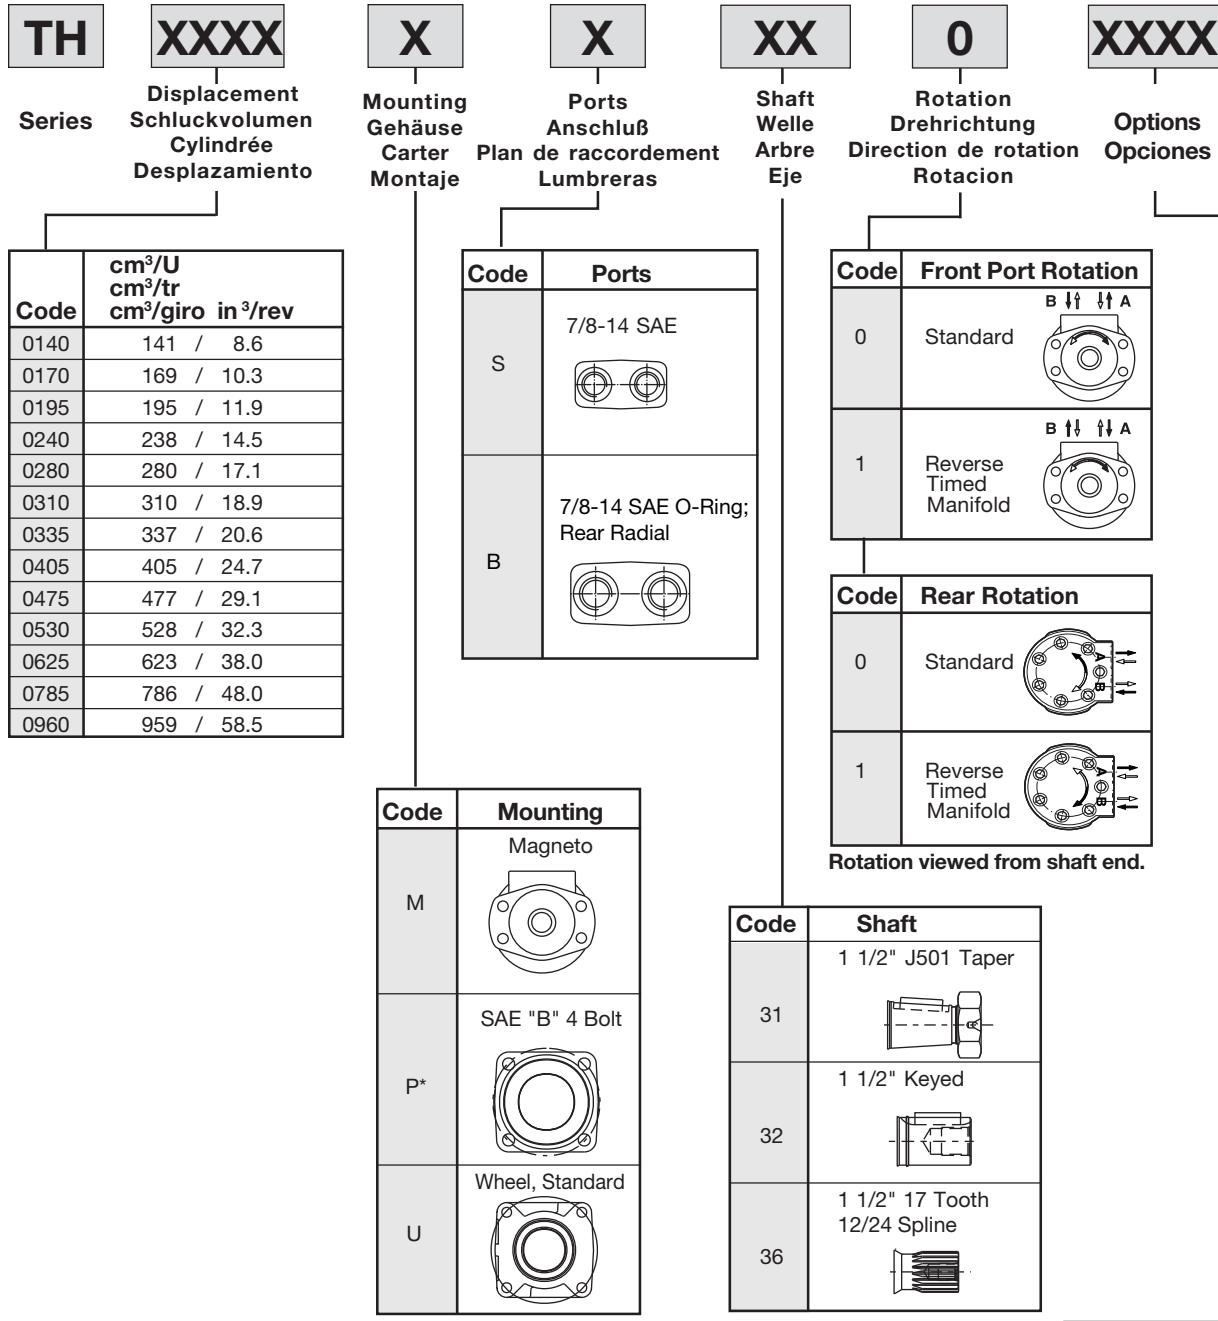 TH XXXX X X XX 0 XXXX
Series
Displacement
Schluckvolumen
Cylindrée
Desplazamiento
Mounting
Gehäuse
Carter
Montaje
Ports
Anschluß
Plan de raccordement
Lumbreras
Shaft
Welle
Arbre
Eje
Rotation
Drehrichtung
Direction de rotation
Rotacion
Options
Opciones
cm³/U
cm³/tr
Code cm³/giro in³/rev
0140 141 / 8.6
0170 169 / 10.3
0195 195 / 11.9
0240 238 / 14.5
0280 280 / 17.1
0310 310 / 18.9
0335 337 / 20.6
0405 405 / 24.7
0475 477 / 29.1
0530 528 / 32.3
0625 623 / 38.0
0785 786 / 48.0
0960 959 / 58.5
Code Ports
7/8-14 SAE
S
7/8-14 SAE O-Ring;
Rear Radial
B
Code Front Port Rotation
B A
0 Standard
B A
1 Reverse
Timed
Manifold
Code Rear Rotation
0 Standard
A
B
1 Reverse
Timed
Manifold
A
B
Rotation viewed from shaft end.
Code Mounting
Magneto
M
SAE "B" 4 Bolt
P*
Wheel, Standard
U
Code Shaft
1 1/2" J501 Taper
31
1 1/2" Keyed
32
1 1/2" 17 Tooth
12/24 Spline
36